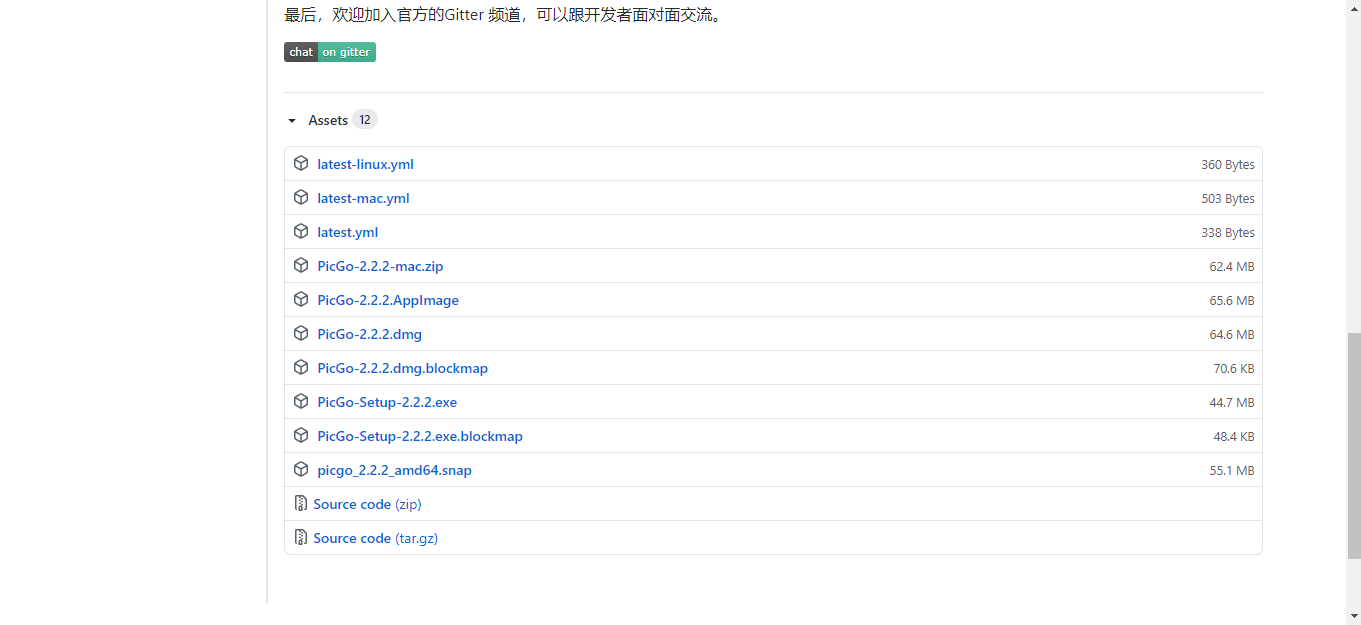 最后，欢迎加入官方的Gitter 频道，可以跟开发者面对面交流。
chat on gitter
Assets 12
latest-linux.yml 360 Bytes
latest-mac.yml 503 Bytes
latest.yml 338 Bytes
PicGo-2.2.2-mac.zip 62.4 MB
PicGo-2.2.2.AppImage 65.6 MB
PicGo-2.2.2.dmg 64.6 MB
PicGo-2.2.2.dmg.blockmap 70.6 KB
PicGo-Setup-2.2.2.exe 44.7 MB
PicGo-Setup-2.2.2.exe.blockmap 48.4 KB
picgo_2.2.2_amd64.snap 55.1 MB
Source code (zip)
Source code (tar.gz)